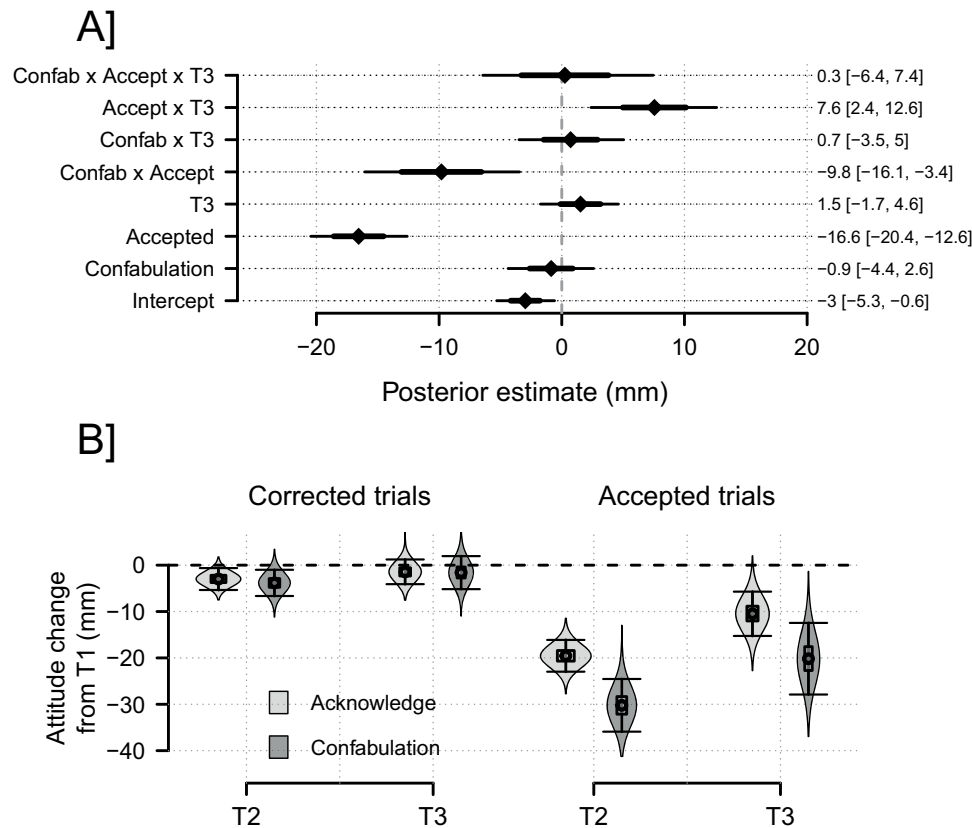 A]
Confab x Accept x T3 0.3 [−6.4, 7.4]
Accept x T3 7.6 [2.4, 12.6]
Confab x T3 0.7 [−3.5, 5]
Confab x Accept −9.8 [−16.1, −3.4]
T3 1.5 [−1.7, 4.6]
Accepted −16.6 [−20.4, −12.6]
Confabulation −0.9 [−4.4, 2.6]
Intercept −3 [−5.3, −0.6]
−20 −10 0 10 20
Posterior estimate (mm)
B]
Corrected trials Accepted trials
Attitude change
from T1 (mm)
0
−10
−20
−30
−40
Acknowledge
Confabulation
T2 T3 T2 T3